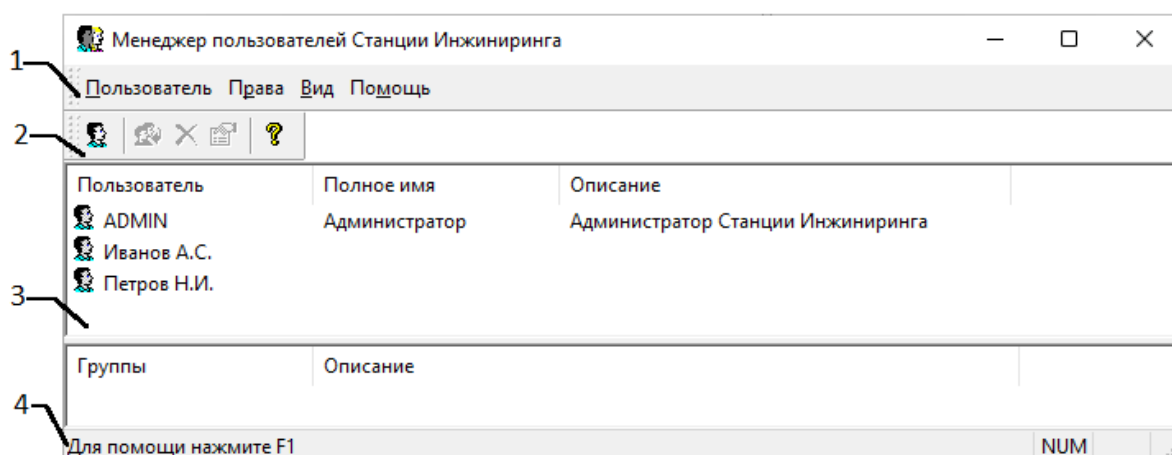 Менеджер пользователей Станции Инжиниринга
1
Пользователь Права Вид Помощь
2
Пользователь Полное имя Описание
ADMIN Администратор Администратор Станции Инжиниринга
Иванов А.С.
Петров Н.И.
3
Группы Описание
4
Для помощи нажмите F1 NUM